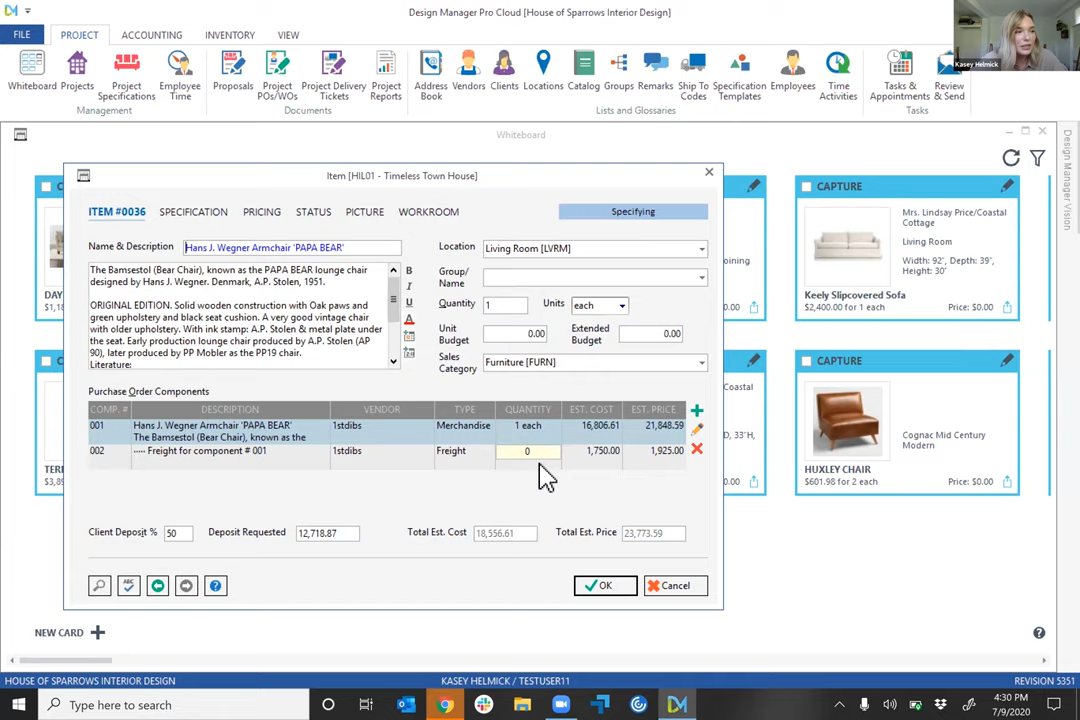 Design Manager Pro Cloud [House of Sparrows Interior Design]
FILE PROJECT ACCOUNTING INVENTORY VIEW
Kasey Helmick
Whiteboard Projects Project Specifications Employee Time
Proposals Project POs/WOs Project Delivery Tickets Project Reports
Address Book Vendors Clients Locations Catalog Groups Remarks Ship To Codes Specification Templates Employees Time Activities
Tasks & Appointments Review & Send
Management Documents Lists and Glossaries Tasks
Whiteboard
Design Manager Vision
Item [HIL01 - Timeless Town House]
ITEM #0036 SPECIFICATION PRICING STATUS PICTURE WORKROOM Specifying
Name & Description Hans J. Wegner Armchair 'PAPA BEAR'
The Bamsestol (Bear Chair), known as the PAPA BEAR lounge chair
designed by Hans J. Wegner. Denmark, A.P. Stolen, 1951.
ORIGINAL EDITION. Solid wooden construction with Oak paws and
green upholstery and black seat cushion. A very good vintage chair
with older upholstery. With ink stamp: A.P. Stolen & metal plate under
the seat. Early production lounge chair produced by A.P. Stolen (AP
90), later produced by PP Mobler as the PP19 chair.
Literature:
B
I
U
A
Location Living Room [LVRM]
Group/
Name
Quantity 1 Units each
Unit Budget 0.00 Extended Budget 0.00
Sales Category Furniture [FURN]
Purchase Order Components
COMP. # DESCRIPTION VENDOR TYPE QUANTITY EST. COST EST. PRICE
001 Hans J. Wegner Armchair 'PAPA BEAR' 1stdibs Merchandise 1 each 16,806.61 21,848.59
The Bamsestol (Bear Chair), known as the
002 ----- Freight for component # 001 1stdibs Freight 0 1,750.00 1,925.00
Client Deposit % 50 Deposit Requested 12,718.87 Total Est. Cost 18,556.61 Total Est. Price 23,773.59
ABC
OK Cancel
CAPTURE
Mrs. Lindsay Price/Coastal
Cottage
Living Room
Width: 92", Depth: 39",
Height: 30"
Keely Slipcovered Sofa
$2,400.00 for 1 each Price: $0.00
CAPTURE
Cognac Mid Century
Modern
HUXLEY CHAIR
$601.98 for 2 each Price: $0.00
oining
$0.00
Coastal
33'H,
$0.00
C
DAY
C
TER
$3,8
NEW CARD
HOUSE OF SPARROWS INTERIOR DESIGN KASEY HELMICK / TESTUSER11 REVISION 5351
Type here to search
4:30 PM
7/9/2020